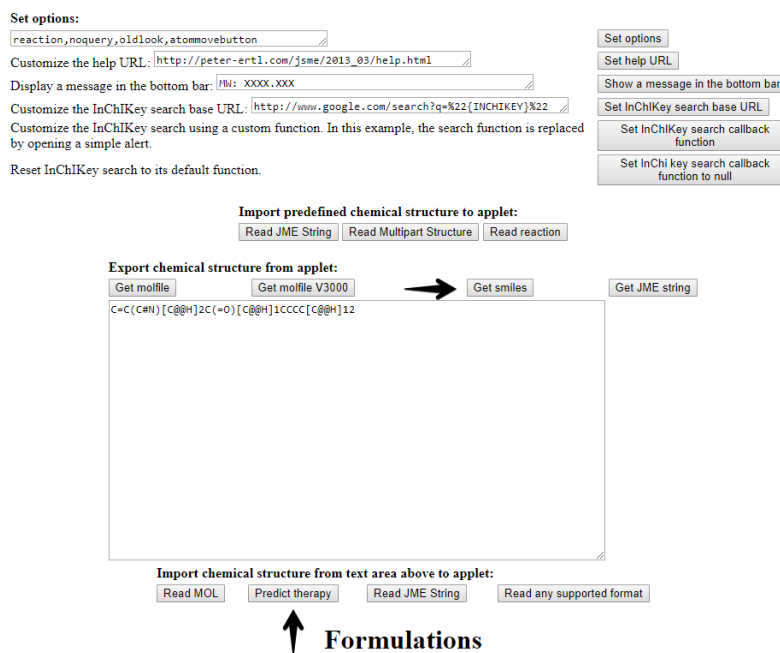 Set options:
reaction,noquery,oldlook,atommovebutton Set options
Customize the help URL: http://peter-ertl.com/jsme/2013_03/help.html Set help URL
Display a message in the bottom bar: MW: XXXX.XXX Show a message in the bottom bar
Customize the InChIKey search base URL: http://www.google.com/search?q=%22{INCHIKEY}%22 Set InChIKey search base URL
Customize the InChIKey search using a custom function. In this example, the search function is replaced
by opening a simple alert.
Set InChIKey search callback
function
Reset InChIKey search to its default function.
Set InChi key search callback
function to null
Import predefined chemical structure to applet:
Read JME String Read Multipart Structure Read reaction
Export chemical structure from applet:
Get molfile Get molfile V3000 Get smiles Get JME string
C=C(C#N)[C@@H]2C(=O)[C@@H]1CCCC[C@@H]12
Import chemical structure from text area above to applet:
Read MOL Predict therapy Read JME String Read any supported format
Formulations